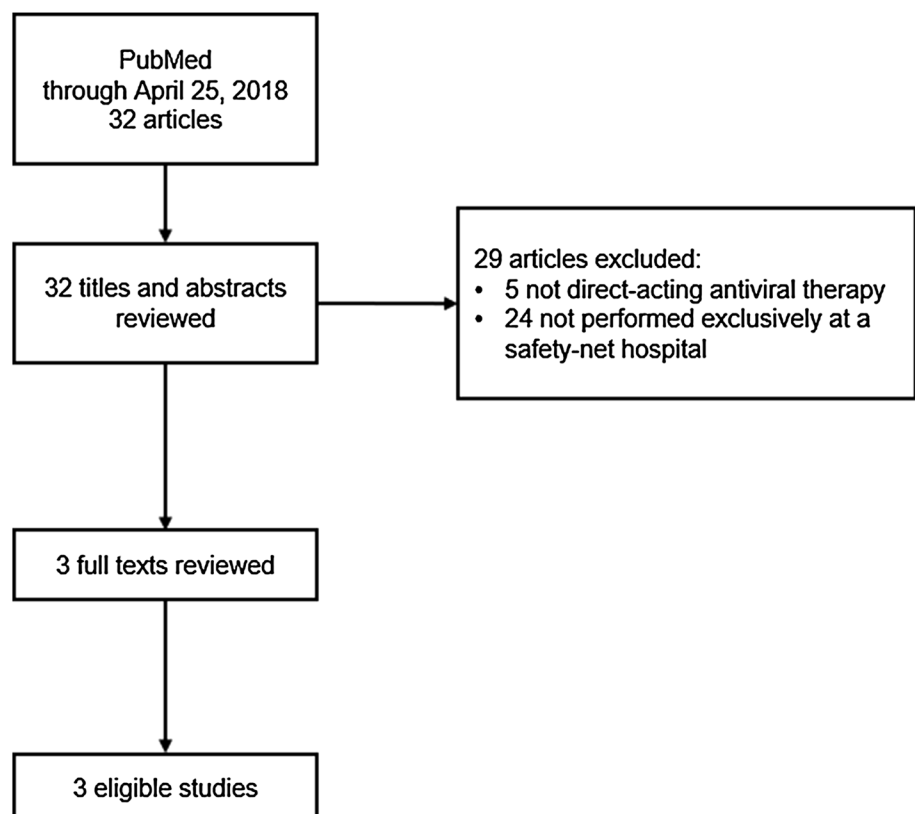 PubMed
through April 25, 2018
32 articles
32 titles and abstracts
reviewed
29 articles excluded:
• 5 not direct-acting antiviral therapy
• 24 not performed exclusively at a
safety-net hospital
3 full texts reviewed
3 eligible studies